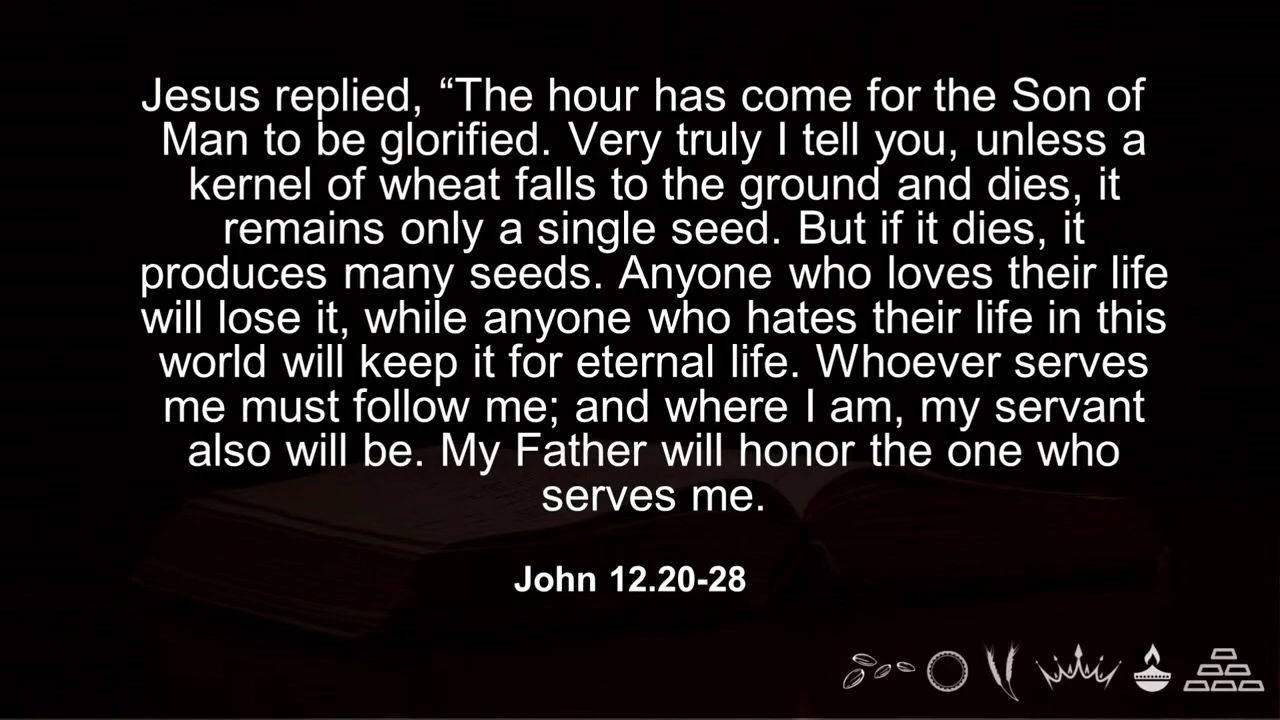 Jesus replied, “The hour has come for the Son of
Man to be glorified. Very truly I tell you, unless a
kernel of wheat falls to the ground and dies, it
remains only a single seed. But if it dies, it
produces many seeds. Anyone who loves their life
will lose it, while anyone who hates their life in this
world will keep it for eternal life. Whoever serves
me must follow me; and where I am, my servant
also will be. My Father will honor the one who
serves me.
John 12.20-28